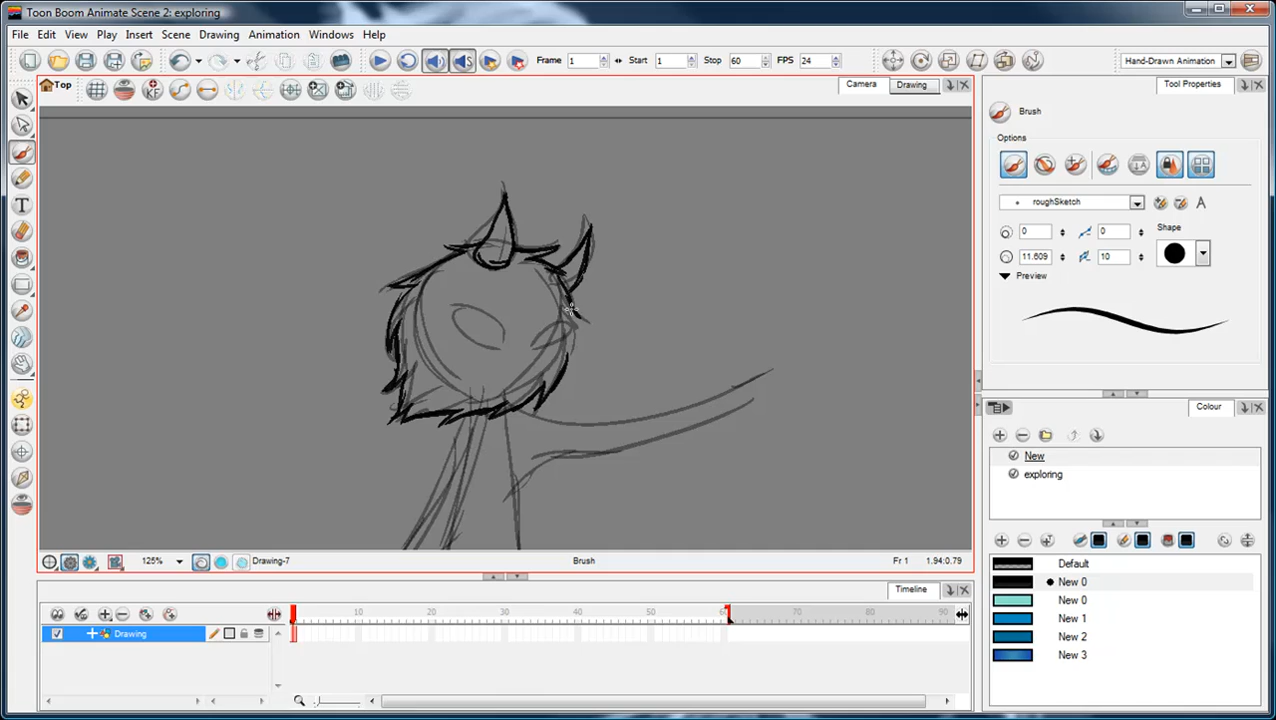 Toon Boom Animate Scene 2: exploring
File Edit View Play Insert Scene Drawing Animation Windows Help
Frame 1 Start 1 Stop 60 FPS 24 Hand-Drawn Animation
Top Camera Drawing Tool Properties
Brush
Options
roughSketch A
0 0 Shape
11.609 10
Preview
Colour
New
exploring
125% Drawing-7 Brush Fr 1 1.94:0.79
Default
New 0
New 0
New 1
New 2
New 3
Timeline
10 20 30 40 50 60 70 80 90
Drawing